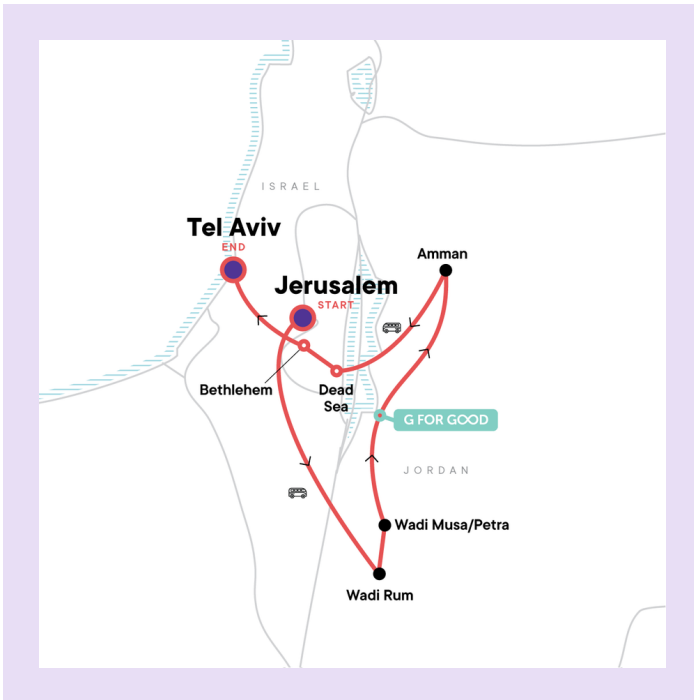 ISRAEL
Tel Aviv
END
Amman
Jerusalem
START
Bethlehem
Dead
Sea
G FOR GOOD
JORDAN
Wadi Musa/Petra
Wadi Rum